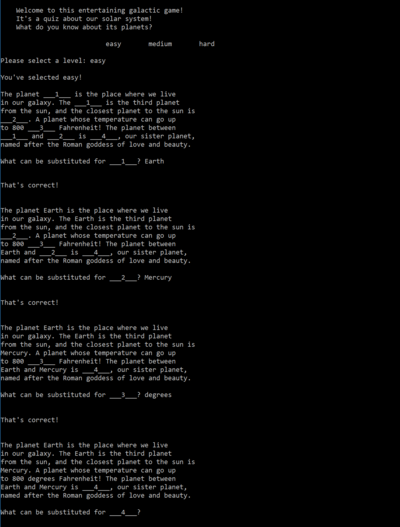 Welcome to this entertaining galactic game!
It's a quiz about our solar system!
What do you know about its planets?
easy medium hard
Please select a level: easy
You've selected easy!
The planet ___1___ is the place where we live
in our galaxy. The ___1___ is the third planet
from the sun, and the closest planet to the sun is
___2___. A planet whose temperature can go up
to 800 ___3___ Fahrenheit! The planet between
___1___ and ___2___ is ___4___, our sister planet,
named after the Roman goddess of love and beauty.
What can be substituted for ___1___? Earth
That's correct!
The planet Earth is the place where we live
in our galaxy. The Earth is the third planet
from the sun, and the closest planet to the sun is
___2___. A planet whose temperature can go up
to 800 ___3___ Fahrenheit! The planet between
Earth and ___2___ is ___4___, our sister planet,
named after the Roman goddess of love and beauty.
What can be substituted for ___2___? Mercury
That's correct!
The planet Earth is the place where we live
in our galaxy. The Earth is the third planet
from the sun, and the closest planet to the sun is
Mercury. A planet whose temperature can go up
to 800 ___3___ Fahrenheit! The planet between
Earth and Mercury is ___4___, our sister planet,
named after the Roman goddess of love and beauty.
What can be substituted for ___3___? degrees
That's correct!
The planet Earth is the place where we live
in our galaxy. The Earth is the third planet
from the sun, and the closest planet to the sun is
Mercury. A planet whose temperature can go up
to 800 degrees Fahrenheit! The planet between
Earth and Mercury is ___4___, our sister planet,
named after the Roman goddess of love and beauty.
What can be substituted for ___4___?